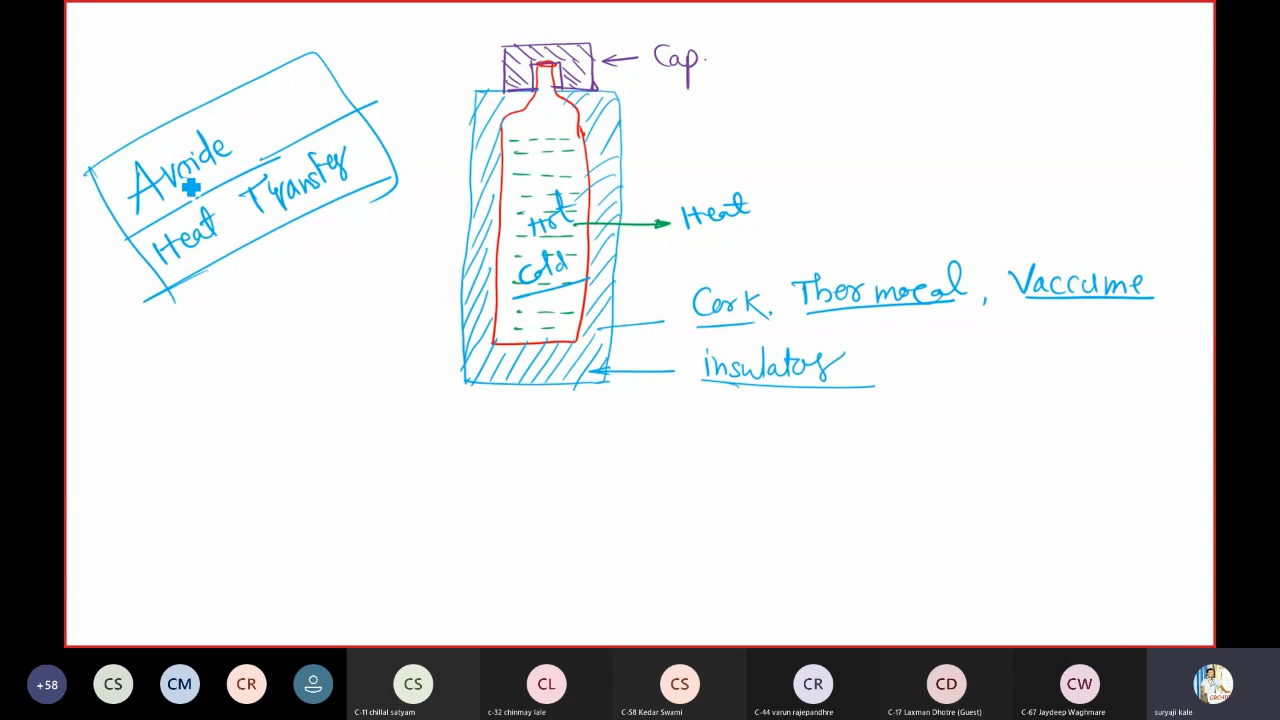 Cap.
Avoide
Heat Transfer
Hot
Heat
Cold
Cork, Thermocal, Vaccume
insulator
+58
CS
CM
CR
CS
CL
CS
CR
CD
CW
C-11 chillal satyam
c-32 chinmay lale
C-58 Kedar Swami
C-44 varun rajepandhre
C-17 Laxman Dhotre (Guest)
C-67 Jaydeep Waghmare
suryaji kale